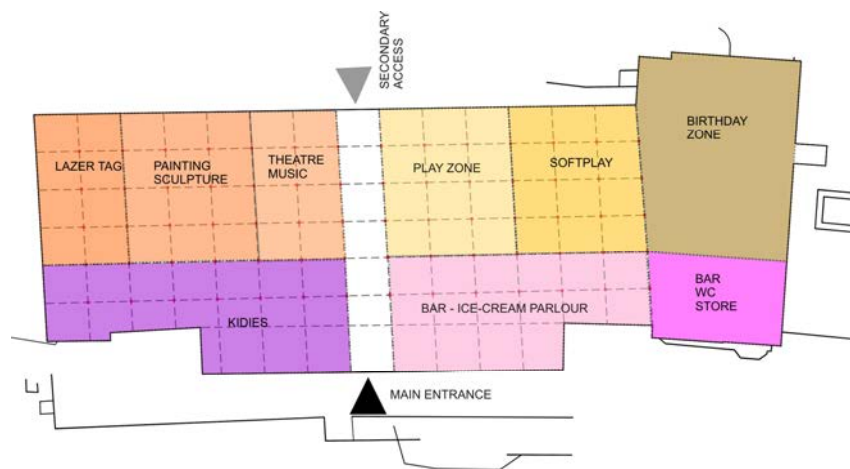 SECONDARY
ACCESS
LAZER TAG
PAINTING
SCULPTURE
THEATRE
MUSIC
PLAY ZONE
SOFTPLAY
BIRTHDAY
ZONE
KIDIES
BAR - ICE-CREAM PARLOUR
BAR
WC
STORE
MAIN ENTRANCE